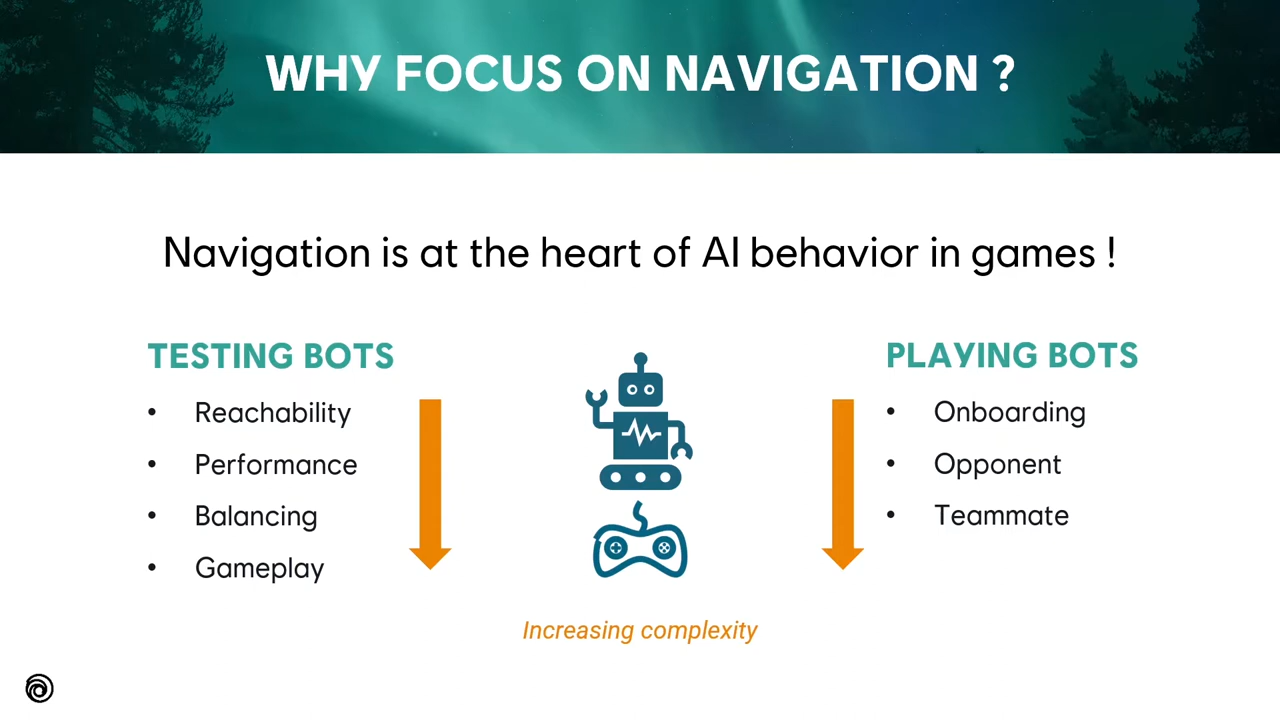 WHY FOCUS ON NAVIGATION ?
Navigation is at the heart of AI behavior in games !
TESTING BOTS
• Reachability
• Performance
• Balancing
• Gameplay
PLAYING BOTS
• Onboarding
• Opponent
• Teammate
Increasing complexity